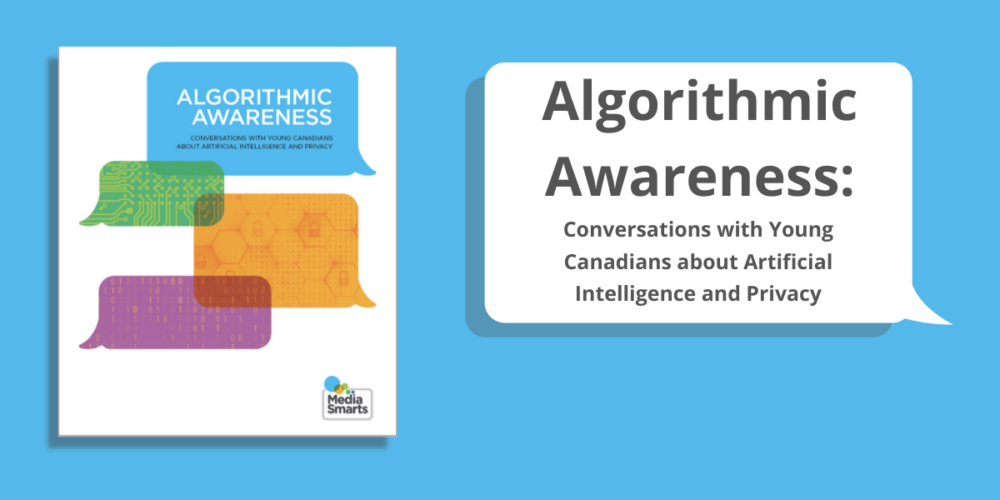 ALGORITHMIC
AWARENESS
CONVERSATIONS WITH YOUNG CANADIANS
ABOUT ARTIFICIAL INTELLIGENCE AND PRIVACY
Media
Smarts
Algorithmic
Awareness:
Conversations with Young
Canadians about Artificial
Intelligence and Privacy